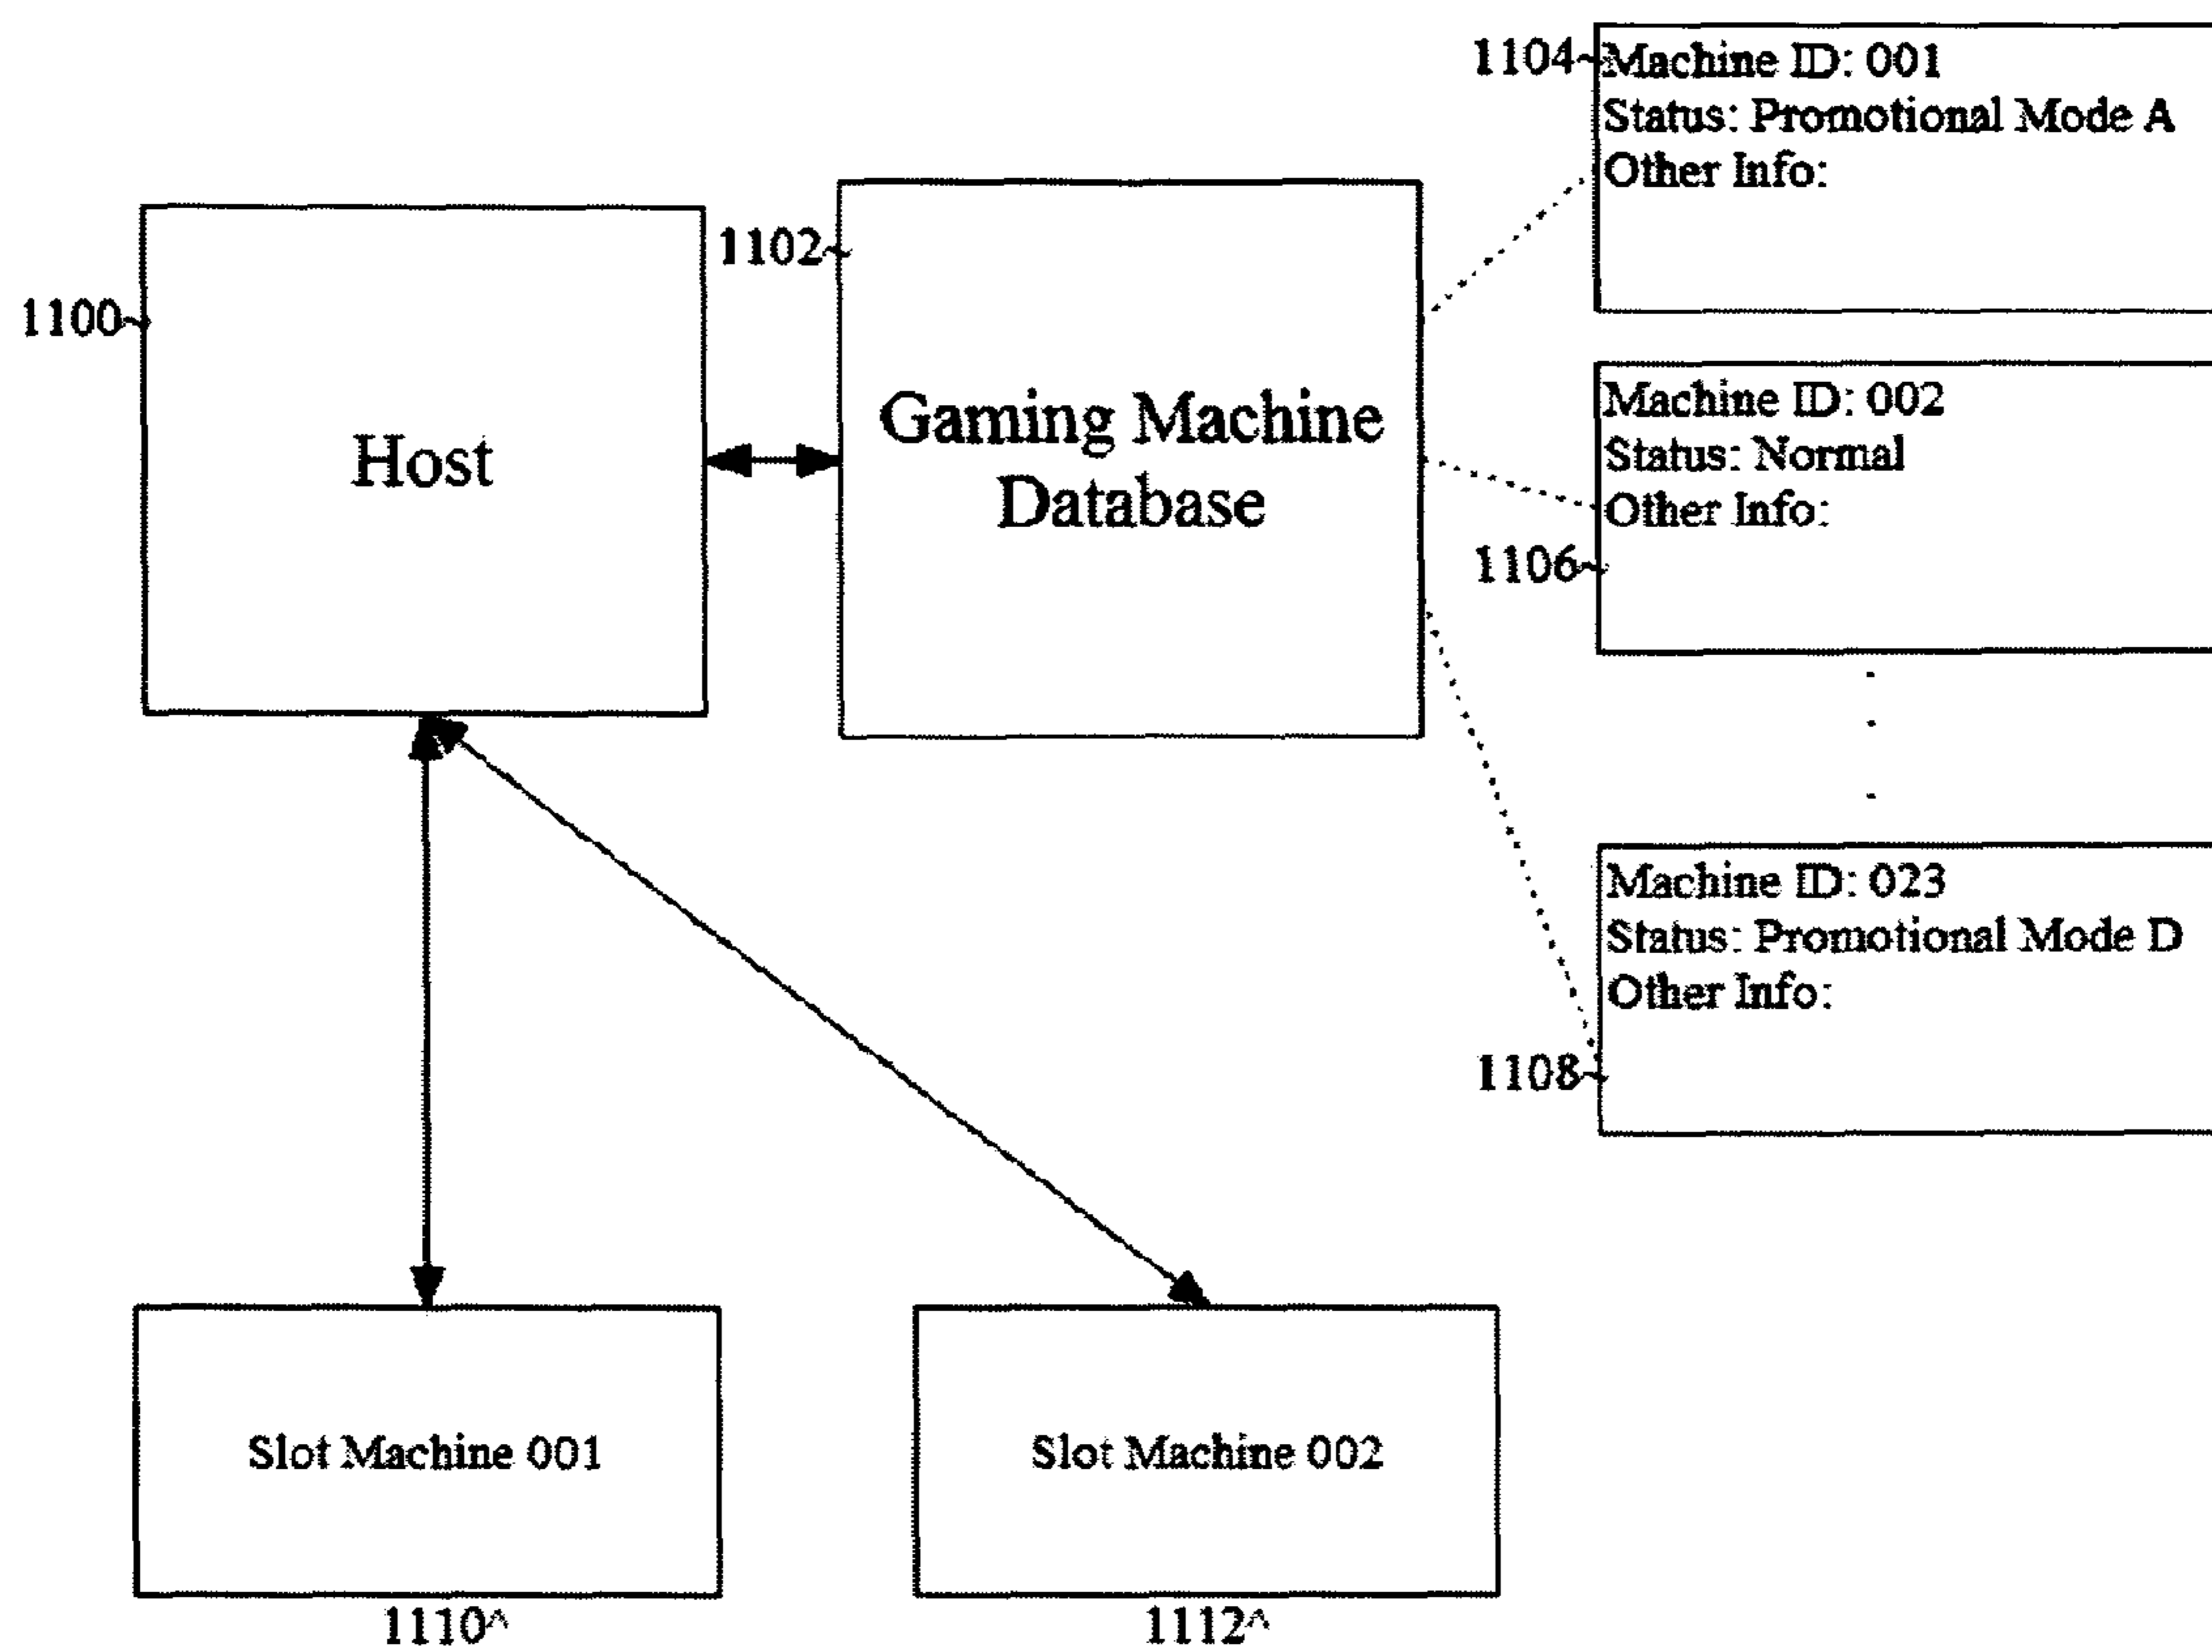 1100~
Host
1102~
Gaming Machine
Database
1104~
Machine ID: 001
Status: Promotional Mode A
Other Info:
Machine ID: 002
Status: Normal
Other Info:
1106~
Machine ID: 023
Status: Promotional Mode D
Other Info:
1108~
Slot Machine 001
1110^
Slot Machine 002
1112^